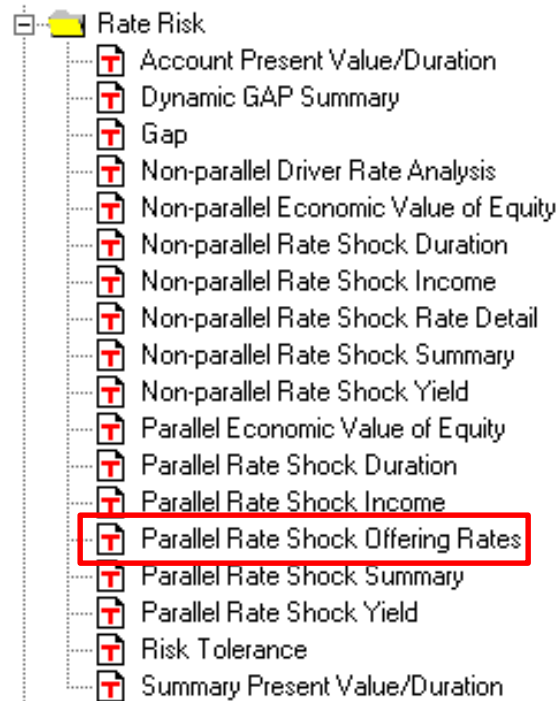 Rate Risk
Account Present Value/Duration
Dynamic GAP Summary
Gap
Non-parallel Driver Rate Analysis
Non-parallel Economic Value of Equity
Non-parallel Rate Shock Duration
Non-parallel Rate Shock Income
Non-parallel Rate Shock Rate Detail
Non-parallel Rate Shock Summary
Non-parallel Rate Shock Yield
Parallel Economic Value of Equity
Parallel Rate Shock Duration
Parallel Rate Shock Income
Parallel Rate Shock Offering Rates
Parallel Rate Shock Summary
Parallel Rate Shock Yield
Risk Tolerance
Summary Present Value/Duration